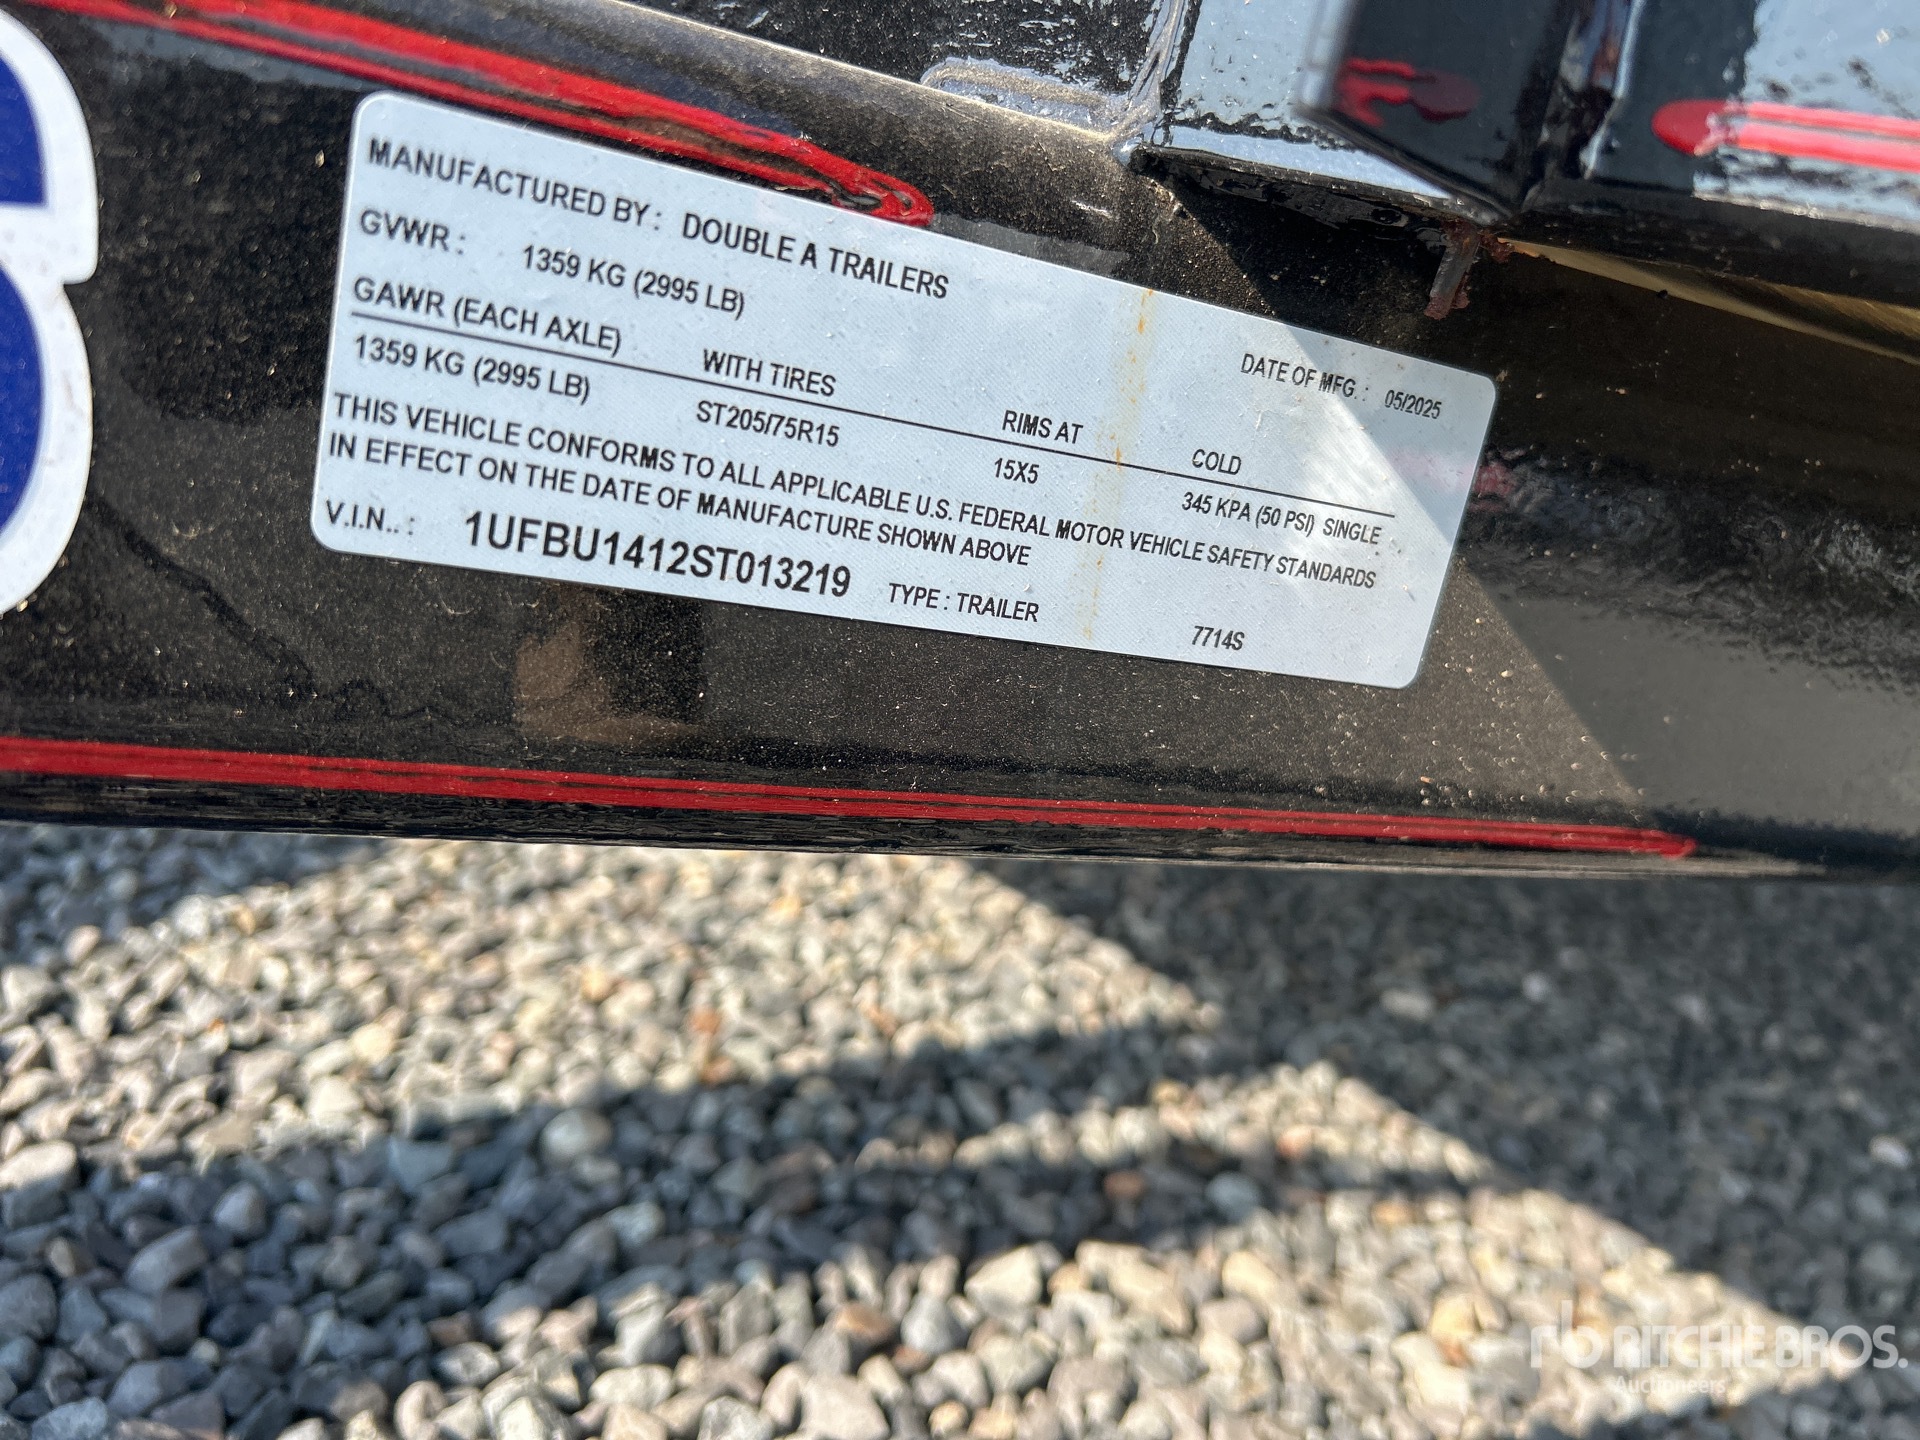 MANUFACTURED BY : DOUBLE A TRAILERS
GVWR : 1359 KG (2995 LB)
DATE OF MFG. : 05/2025
GAWR (EACH AXLE) WITH TIRES RIMS AT COLD
1359 KG (2995 LB) ST205/75R15 15X5 345 KPA (50 PSI) SINGLE
THIS VEHICLE CONFORMS TO ALL APPLICABLE U.S. FEDERAL MOTOR VEHICLE SAFETY STANDARDS
IN EFFECT ON THE DATE OF MANUFACTURE SHOWN ABOVE
V.I.N.. : 1UFBU1412ST013219 TYPE : TRAILER 7714S
rb RITCHIE BROS.
Auctioneers